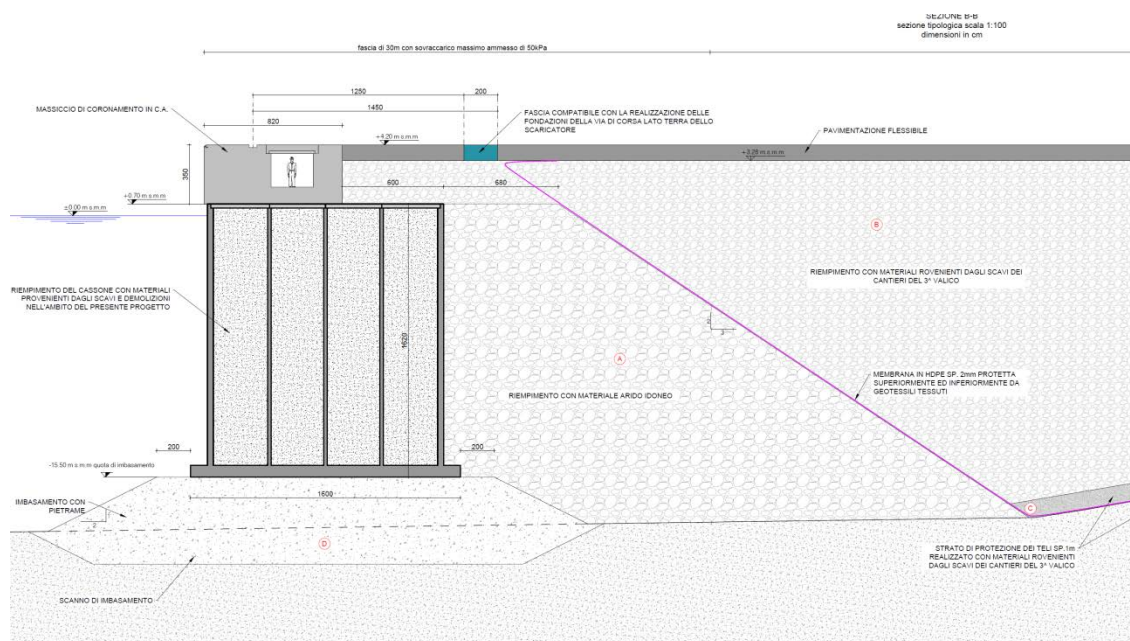 SEZIONE B-B
sezione tipologica scala 1:100
dimensioni in cm
fascia di 30m con sovraccarico massimo ammesso di 50kPa
1250
200
MASSICCIO DI CORONAMENTO IN C.A.
1450
FASCIA COMPATIBILE CON LA REALIZZAZIONE DELLE
FONDAZIONI DELLA VIA DI CORSA LATO TERRA DELLO
SCARICATORE
820
+4.20 m s.m.m
PAVIMENTAZIONE FLESSIBILE
+3.28 m s.m.m
350
600
680
+0.70 m s.m.m
±0.00 m s.m.m
B
RIEMPIMENTO CON MATERIALI ROVENIENTI DAGLI SCAVI DEI
CANTIERI DEL 3° VALICO
RIEMPIMENTO DEL CASSONE CON MATERIALI
PROVENIENTI DAGLI SCAVI E DEMOLIZIONI
NELL'AMBITO DEL PRESENTE PROGETTO
2
3
1620
A
MEMBRANA IN HDPE SP. 2mm PROTETTA
SUPERIORMENTE ED INFERIORMENTE DA
GEOTESSILI TESSUTI
RIEMPIMENTO CON MATERIALE ARIDO IDONEO
200
200
-15.50 m s.m.m quota di imbasamento
1600
IMBASAMENTO CON
PIETRAME
2
C
D
STRATO DI PROTEZIONE DEI TELI SP.1m
REALIZZATO CON MATERIALI ROVENIENTI
DAGLI SCAVI DEI CANTIERI DEL 3° VALICO
SCANNO DI IMBASAMENTO